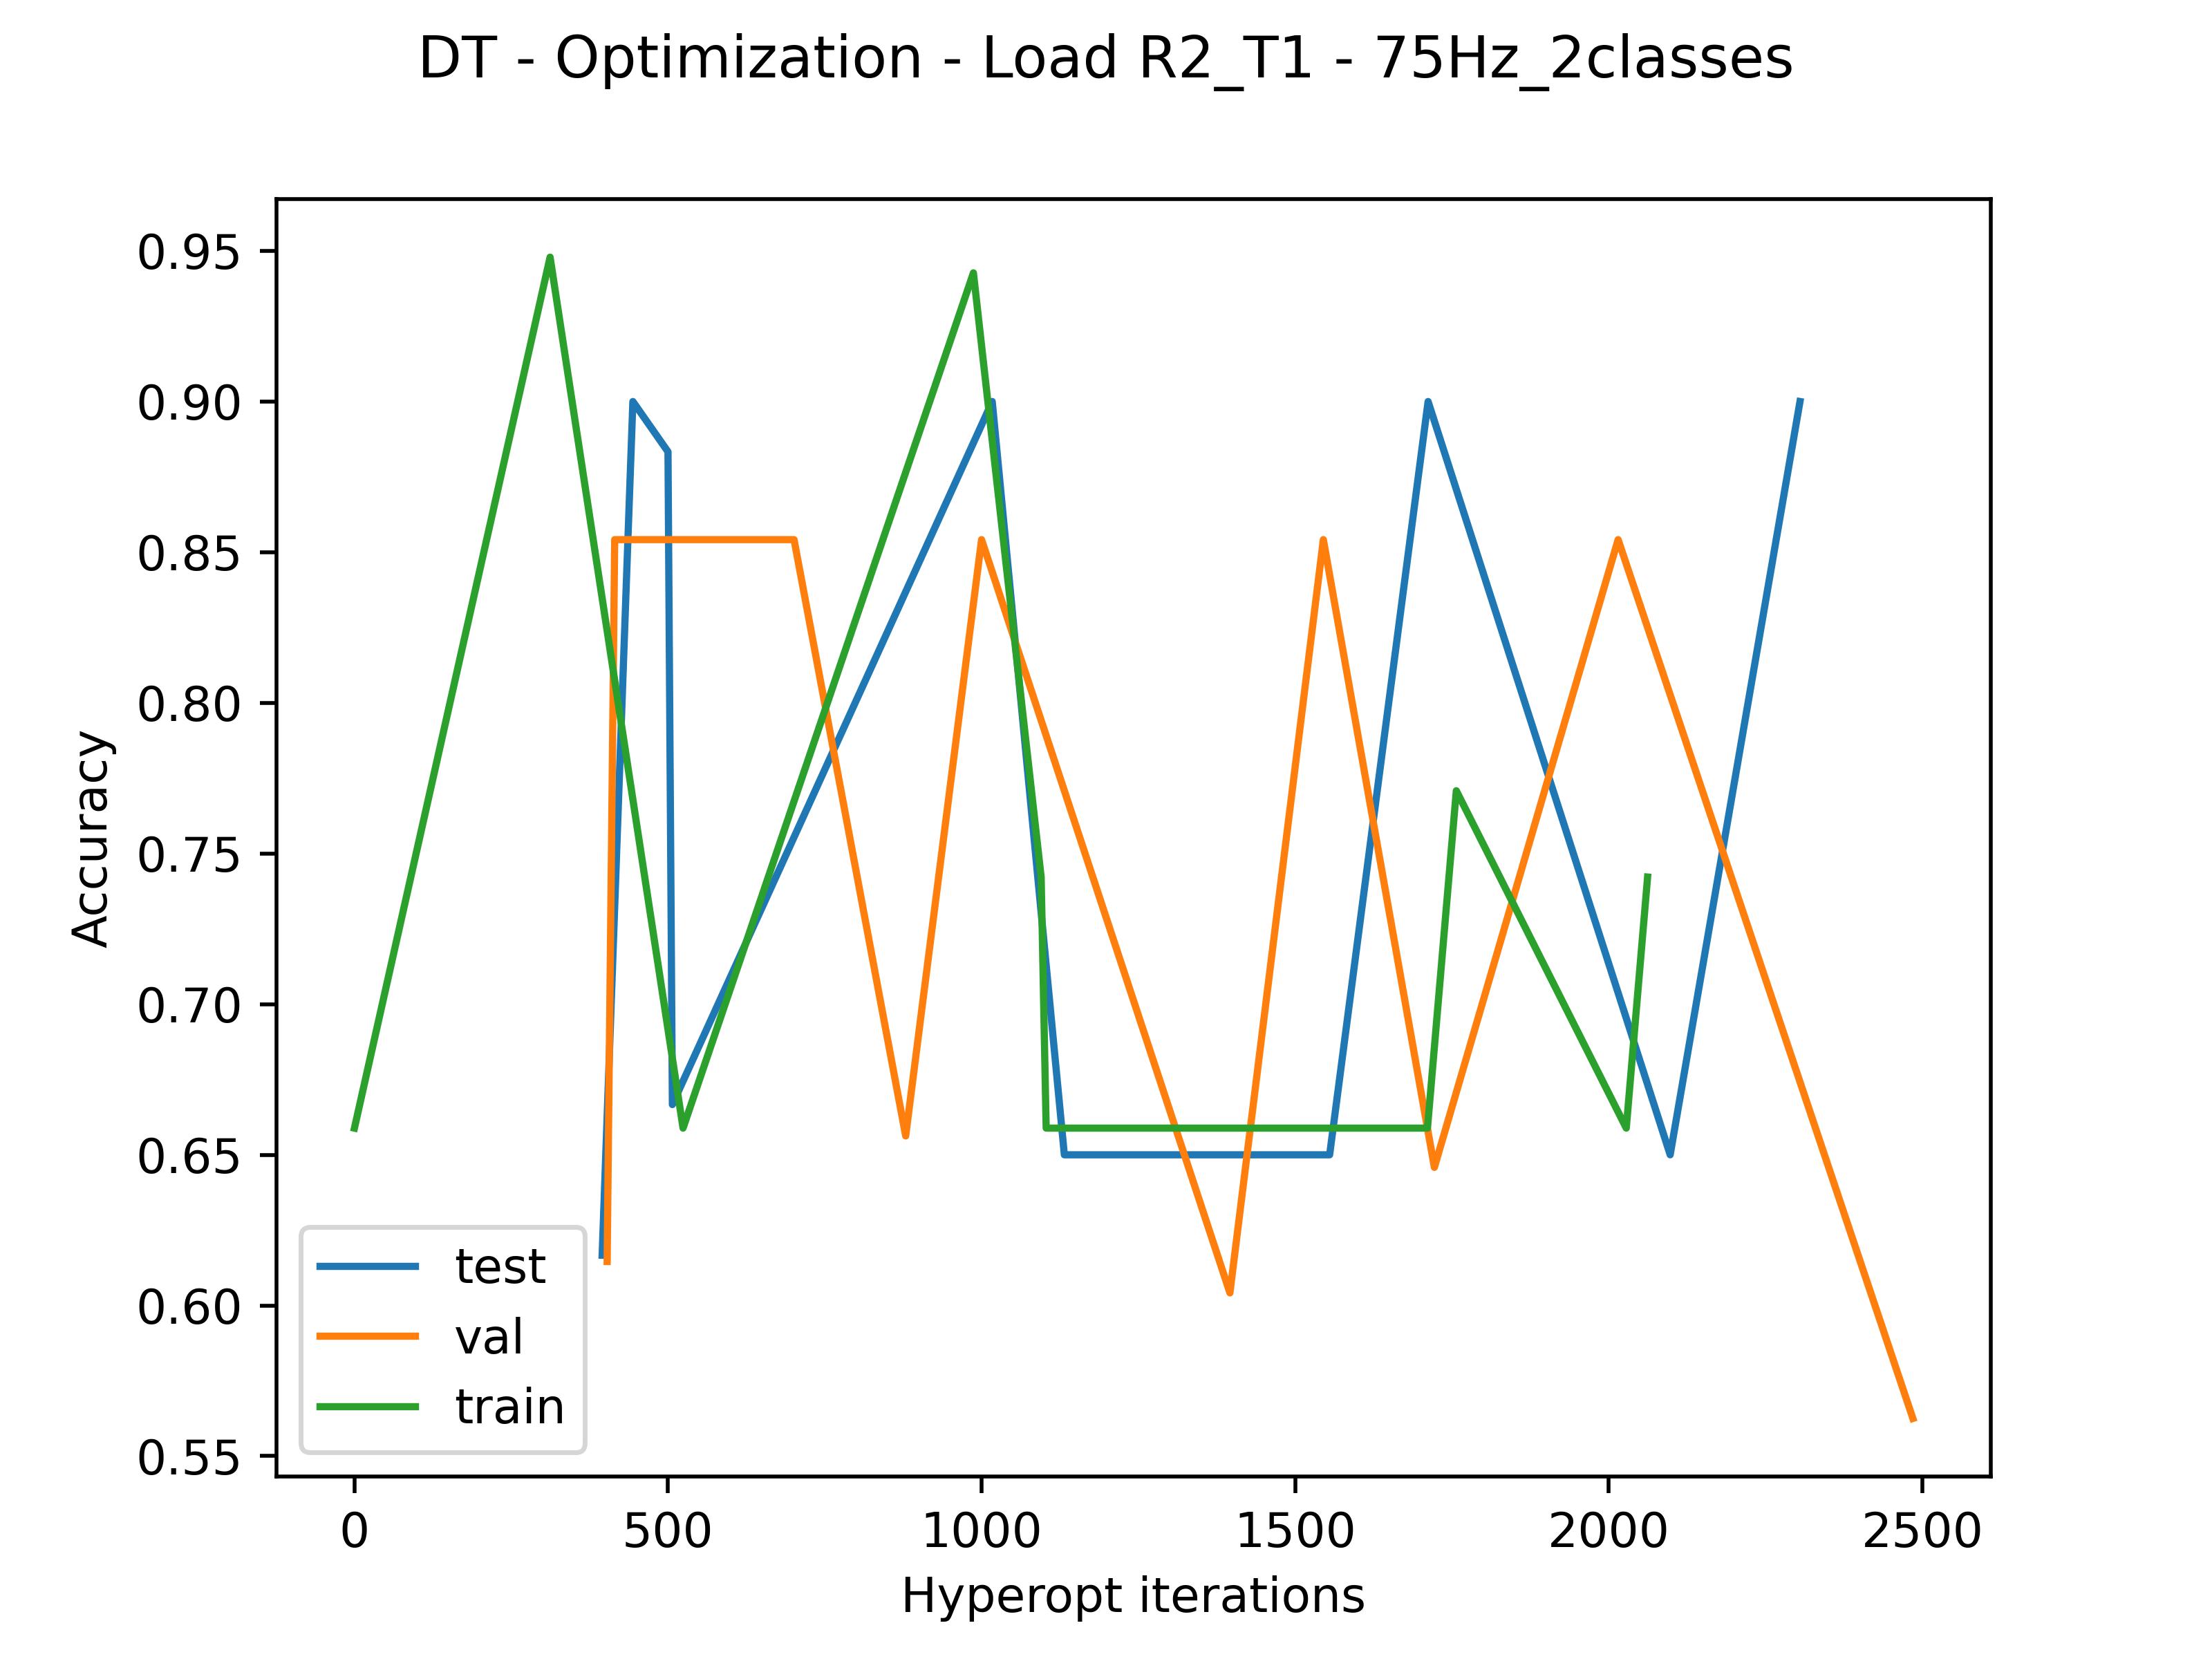 DT - Optimization - Load R2_T1 - 75Hz_2classes
0.95
0.90
0.85
0.80
0.75
0.70
0.65
0.60
0.55
Accuracy
test
val
train
0 500 1000 1500 2000 2500
Hyperopt iterations